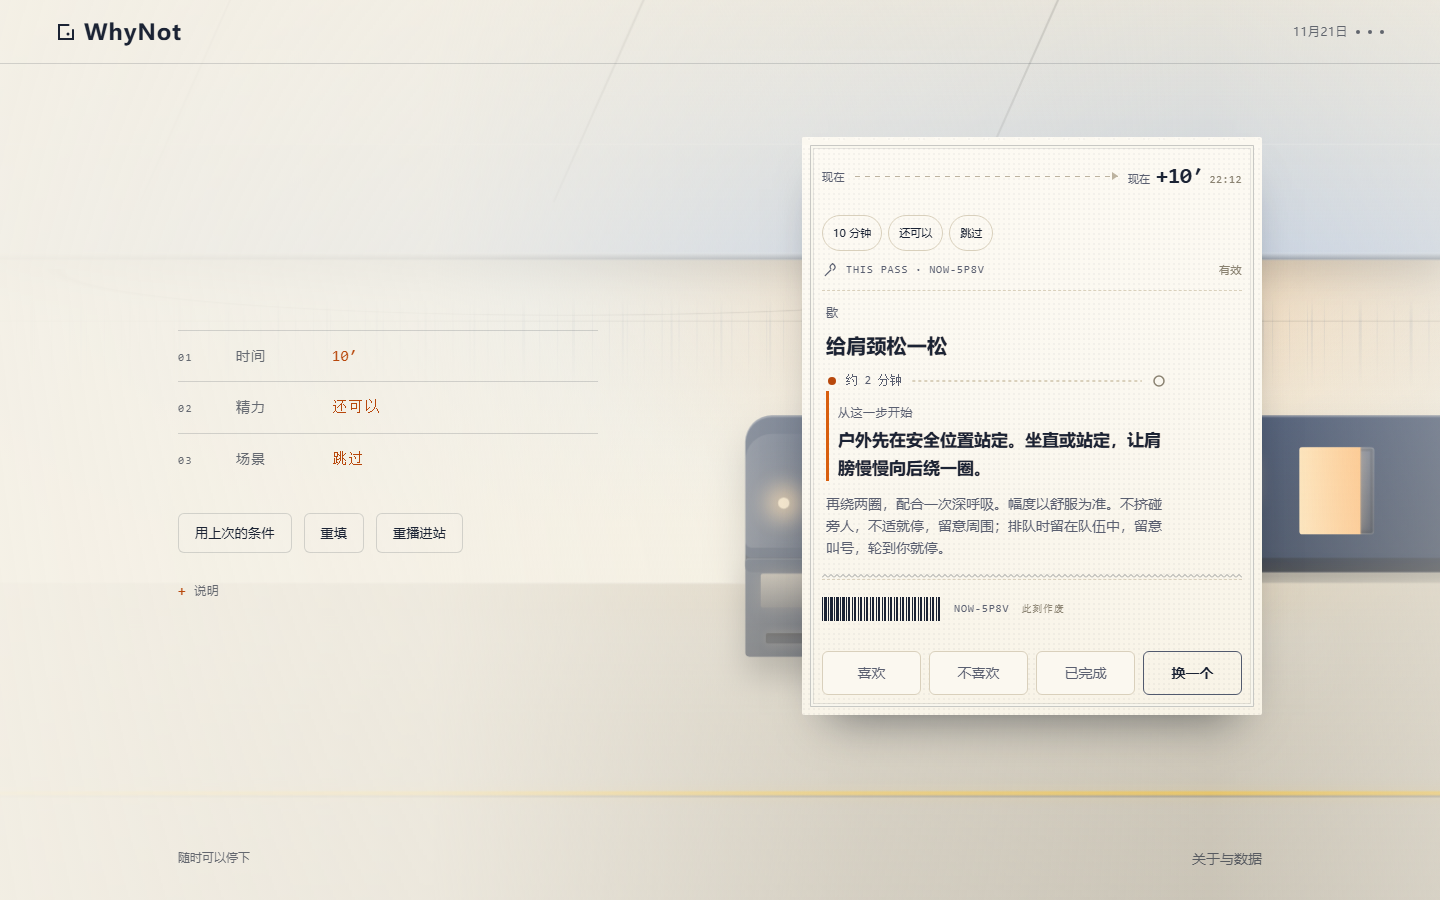 WhyNot
11月21日
现在
现在 +10′ 22:12
10 分钟
还可以
跳过
THIS PASS · NOW-5P8V
有效
歇
给肩颈松一松
约 2 分钟
从这一步开始
户外先在安全位置站定。坐直或站定，让肩
膀慢慢向后绕一圈。
再绕两圈，配合一次深呼吸。幅度以舒服为准。不挤碰
旁人，不适就停，留意周围；排队时留在队伍中，留意
叫号，轮到你就停。
NOW-5P8V 此刻作废
喜欢
不喜欢
已完成
换一个
01 时间 10′
02 精力 还可以
03 场景 跳过
用上次的条件
重填
重播进站
+ 说明
随时可以停下
关于与数据